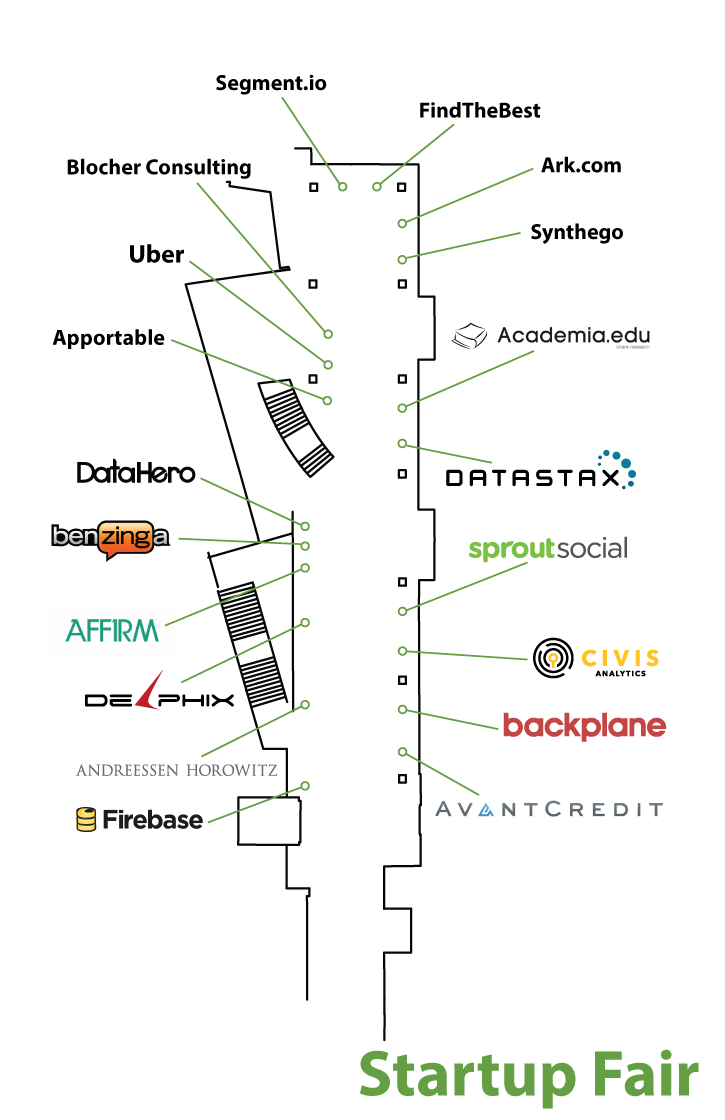 Segment.io
FindTheBest
Blocher Consulting
Ark.com
Synthego
Uber
Apportable
Academia.edu
share research
DATAHERO
DATASTAX
benzinga
sproutsocial
AFFIRM
CIVIS
ANALYTICS
DELPHIX
backplane
ANDREESSEN HOROWITZ
AVANTCREDIT
Firebase
Startup Fair